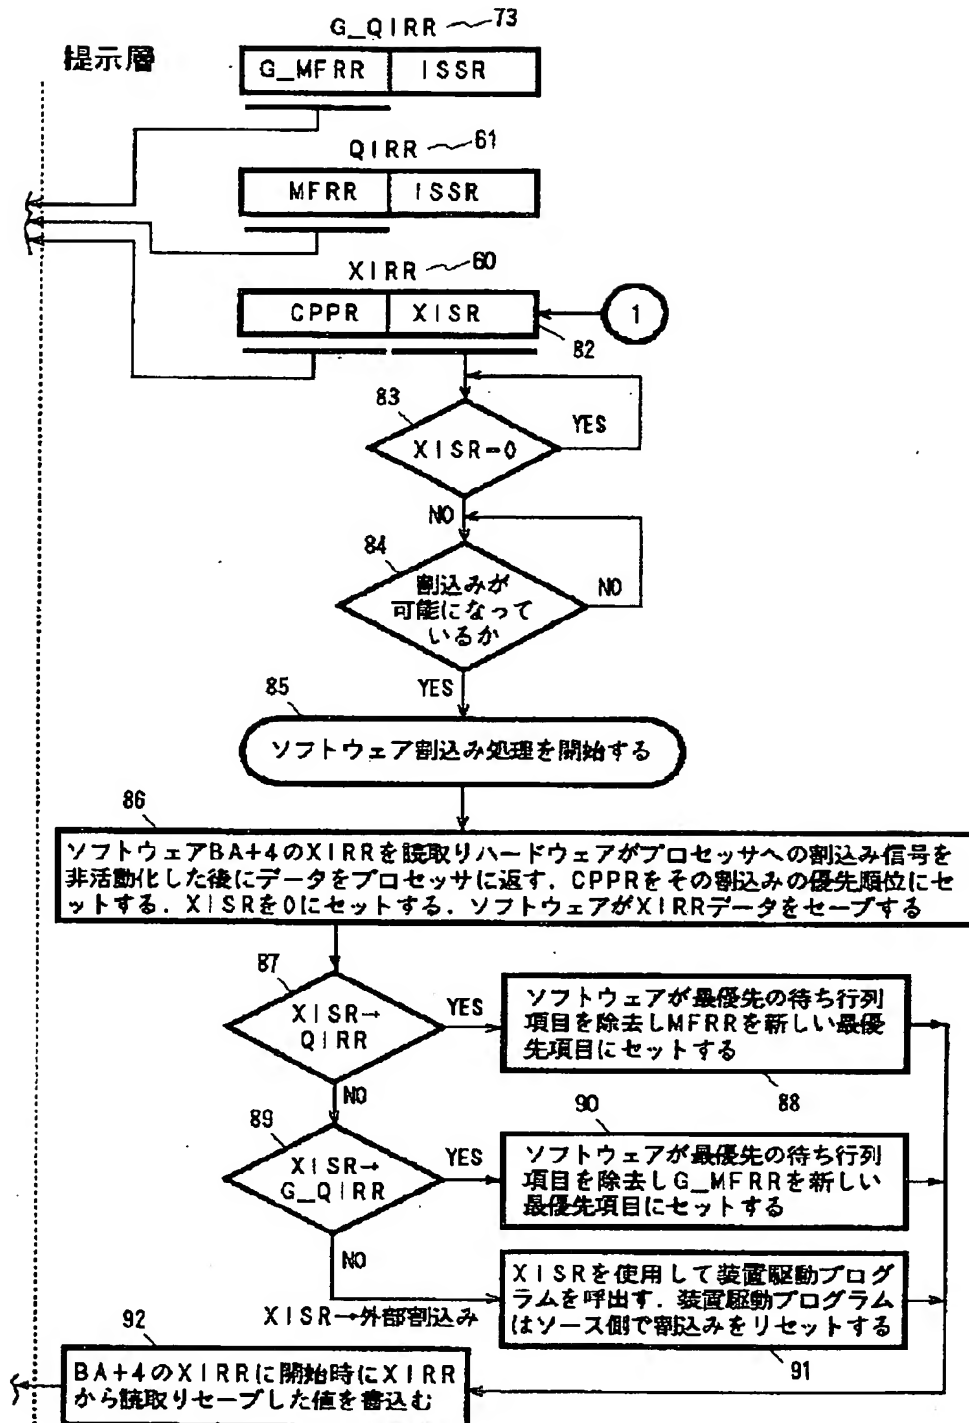 G_QIRR 73
提示層
G_MFRR ISSR
QIRR 61
MFRR ISSR
XIRR 60
CPPR XISR
1
82
83
XISR=0
YES
NO
84
割込みが
可能になって
いるか
NO
YES
85
ソフトウェア割込み処理を開始する
86
ソフトウェアBA+4のXIRRを読取りハードウェアがプロセッサへの割込み信号を
非活動化した後にデータをプロセッサに返す．CPPRをその割込みの優先順位にセ
ットする．XISRを0にセットする．ソフトウェアがXIRRデータをセーブする
87
XISR→
QIRR
YES
ソフトウェアが最優先の待ち行列
項目を除去しMFRRを新しい最優
先項目にセットする
88
NO
89
XISR→
G_QIRR
YES
90
ソフトウェアが最優先の待ち行列
項目を除去しG_MFRRを新しい
最優先項目にセットする
NO
XISR→外部割込み
XISRを使用して装置駆動プログ
ラムを呼出す．装置駆動プログラム
はソース側で割込みをリセットする
91
92
BA+4のXIRRに開始時にXIRR
から読取りセーブした値を書込む